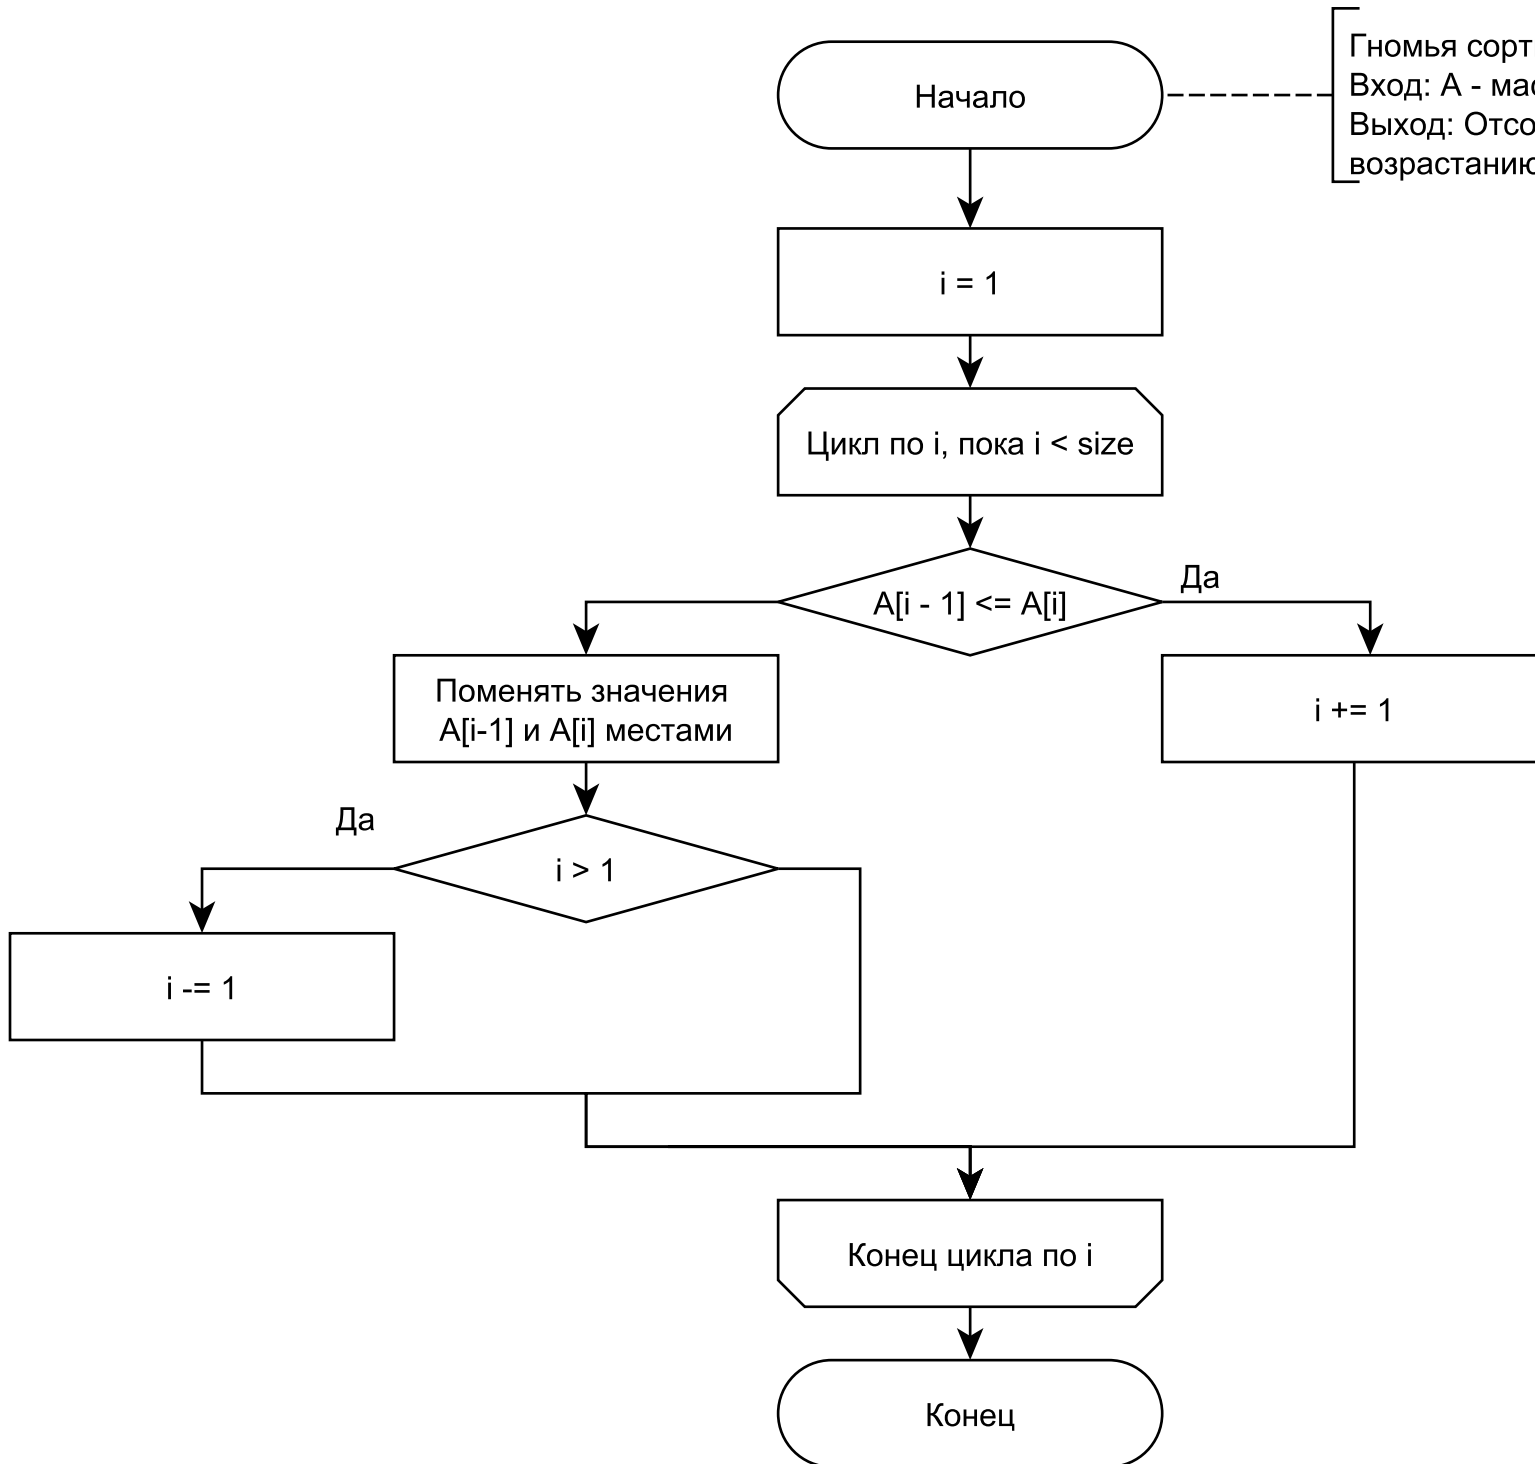 Начало
Гномья сорт
Вход: А - мас
Выход: Отсо
возрастанию
i = 1
Цикл по i, пока i < size
A[i - 1] <= A[i]
Да
Поменять значения
A[i-1] и A[i] местами
i += 1
Да
i > 1
i -= 1
Конец цикла по i
Конец